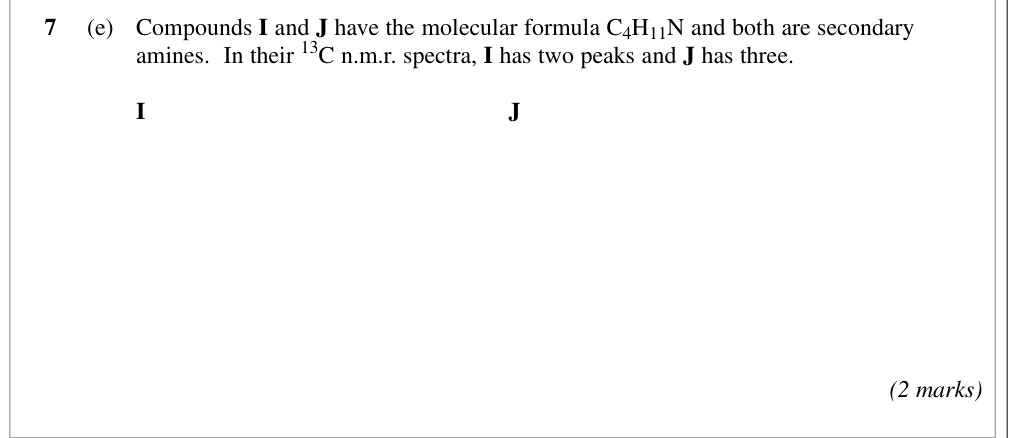 7 (e) Compounds I and J have the molecular formula C₄H₁₁N and both are secondary
amines. In their ¹³C n.m.r. spectra, I has two peaks and J has three.
I J
(2 marks)